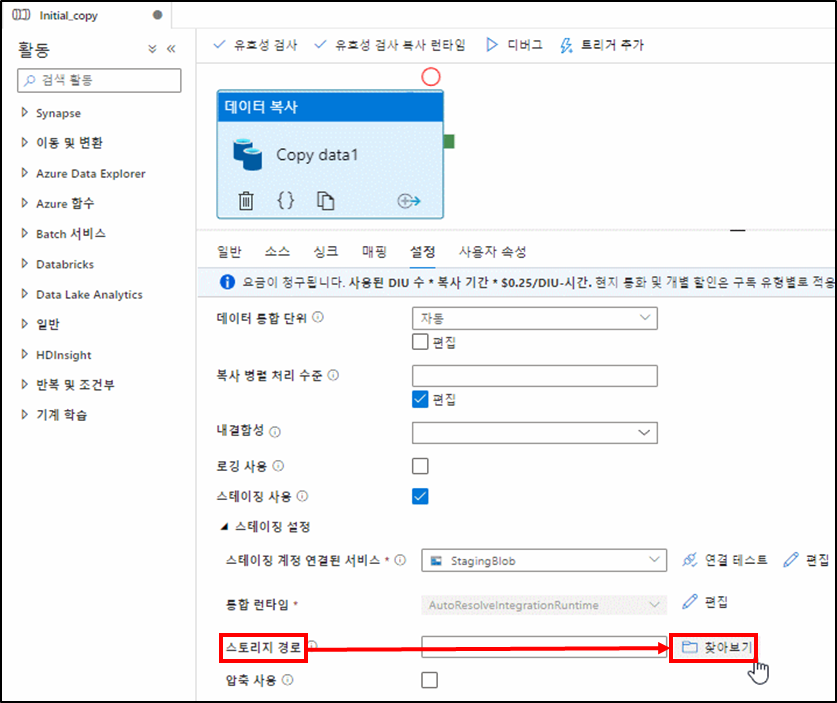 Initial_copy
활동
검색 활동
Synapse
이동 및 변환
Azure Data Explorer
Azure 함수
Batch 서비스
Databricks
Data Lake Analytics
일반
HDInsight
반복 및 조건부
기계 학습
유효성 검사 유효성 검사 복사 런타임 디버그 트리거 추가
데이터 복사
Copy data1
일반 소스 싱크 매핑 설정 사용자 속성
요금이 청구됩니다. 사용된 DIU 수 * 복사 기간 * $0.25/DIU-시간. 현지 통화 및 개별 할인은 구독 유형별로 적용
데이터 통합 단위 자동
편집
복사 병렬 처리 수준
편집
내결함성
로깅 사용
스테이징 사용
스테이징 설정
스테이징 계정 연결된 서비스 * StagingBlob 연결 테스트 편집
통합 런타임 * AutoResolveIntegrationRuntime 편집
스토리지 경로 찾아보기
압축 사용